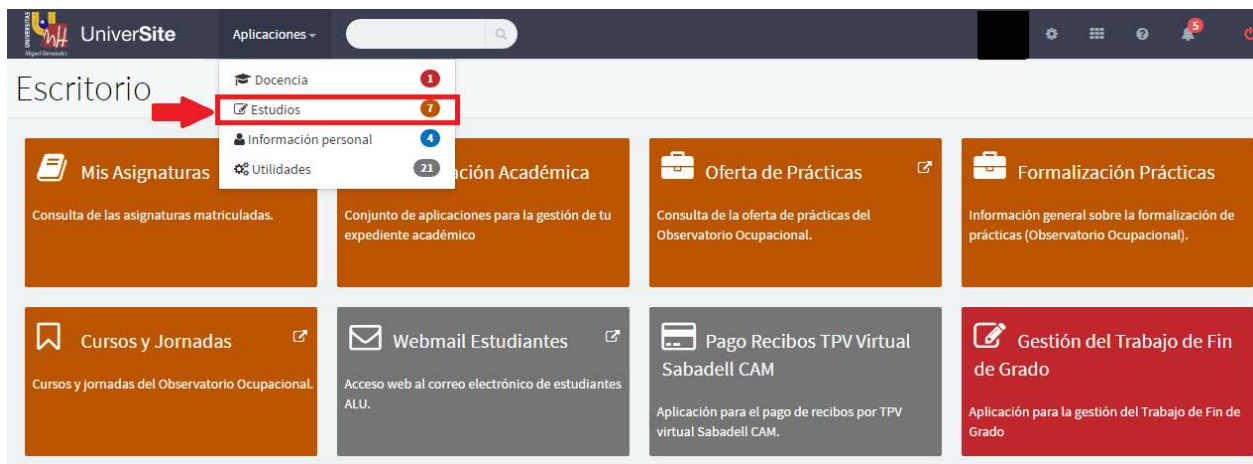 UNIVERSITAS
Miguel Hernández
UniverSite
Aplicaciones
5
Escritorio
Docencia 1
Estudios 7
Información personal 4
Utilidades 21
Mis Asignaturas
Consulta de las asignaturas matriculadas.
ación Académica
Conjunto de aplicaciones para la gestión de tu
expediente académico
Oferta de Prácticas
Consulta de la oferta de prácticas del
Observatorio Ocupacional.
Formalización Prácticas
Información general sobre la formalización de
prácticas (Observatorio Ocupacional).
Cursos y Jornadas
Cursos y jornadas del Observatorio Ocupacional.
Webmail Estudiantes
Acceso web al correo electrónico de estudiantes
ALU.
Pago Recibos TPV Virtual
Sabadell CAM
Aplicación para el pago de recibos por TPV
virtual Sabadell CAM.
Gestión del Trabajo de Fin
de Grado
Aplicación para la gestión del Trabajo de Fin de
Grado